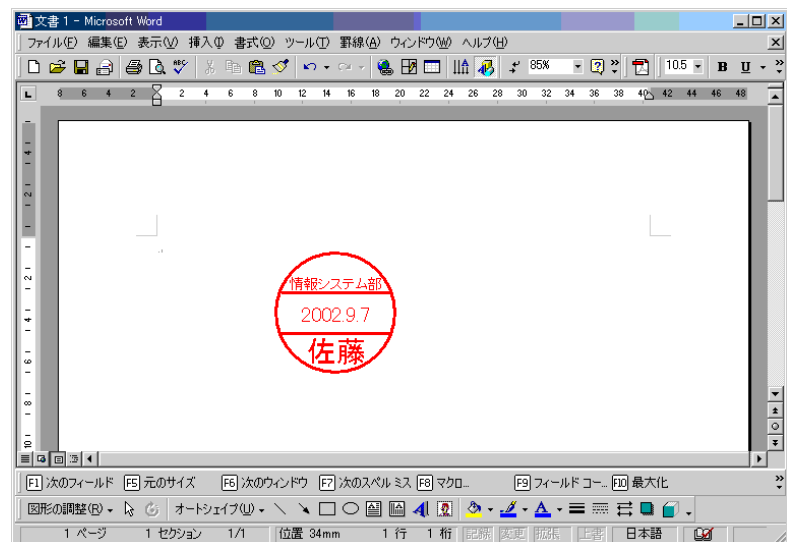 文書 1 - Microsoft Word
ファイル(F) 編集(E) 表示(V) 挿入(I) 書式(O) ツール(T) 罫線(A) ウィンドウ(W) ヘルプ(H)
85% 10.5 B U
8 6 4 2 2 4 6 8 10 12 14 16 18 20 22 24 26 28 30 32 34 36 38 40 42 44 46 48
情報システム部
2002.9.7
佐藤
F1 次のフィールド F5 元のサイズ F6 次のウィンドウ F7 次のスペル ミス F8 マクロ... F9 フィールド コー... F10 最大化
図形の調整(R) オートシェイプ(U)
1 ページ 1 セクション 1/1 位置 34mm 1 行 1 桁 記録 変更 拡張 上書 日本語